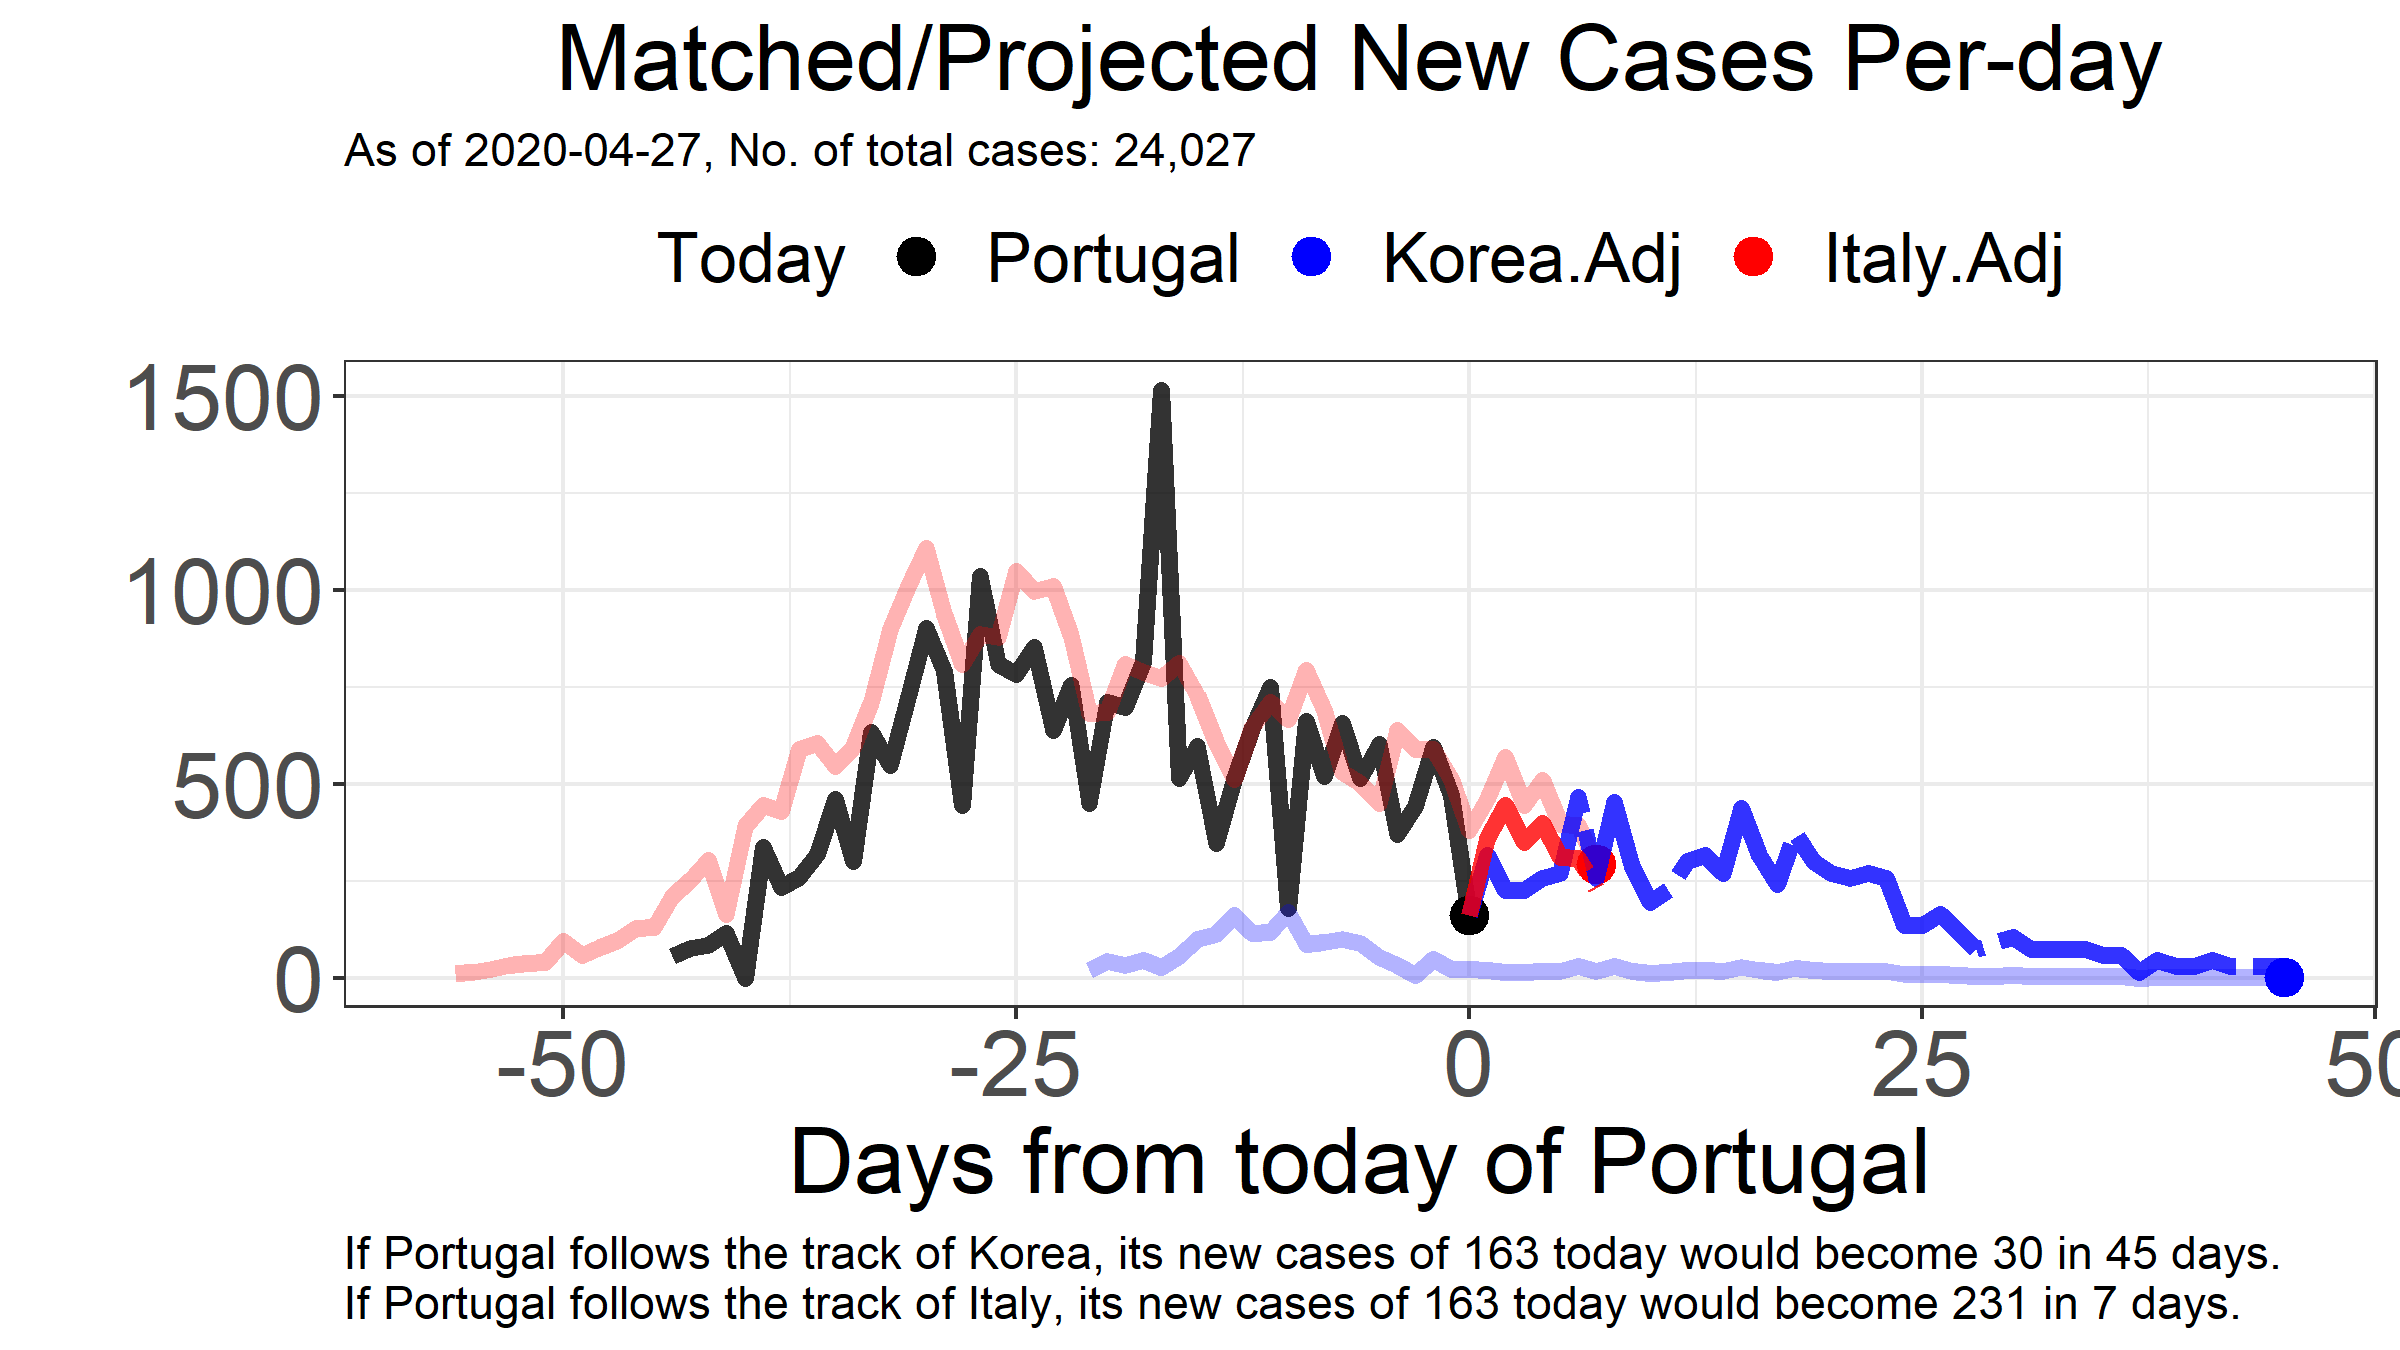 Matched/Projected New Cases Per-day
As of 2020-04-27, No. of total cases: 24,027
Today Portugal Korea.Adj Italy.Adj
1500
1000
500
0
-50 -25 0 25 50
Days from today of Portugal
If Portugal follows the track of Korea, its new cases of 163 today would become 30 in 45 days.
If Portugal follows the track of Italy, its new cases of 163 today would become 231 in 7 days.